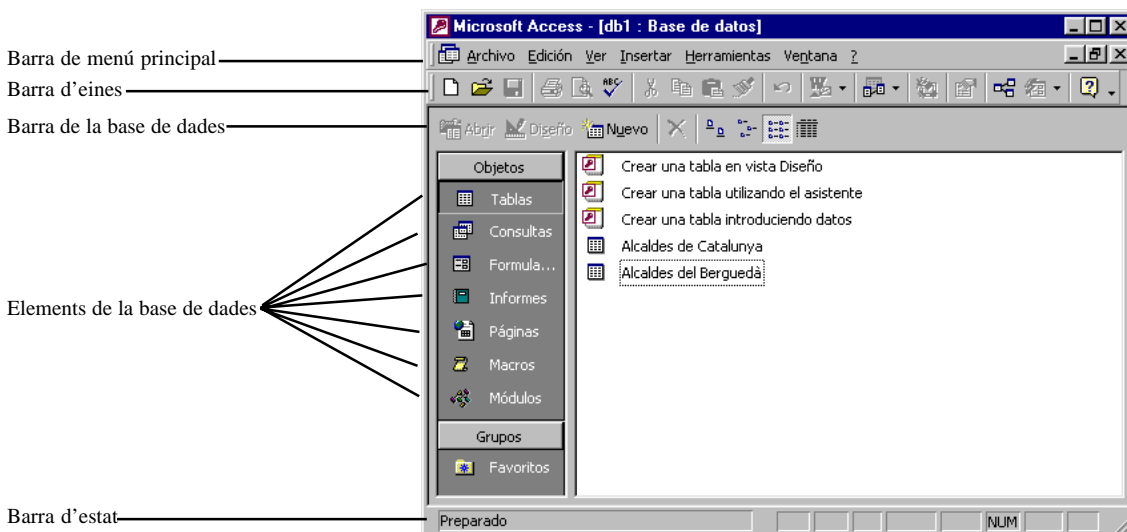 Microsoft Access - [db1 : Base de datos]
Barra de menú principal
Archivo Edición Ver Insertar Herramientas Ventana ?
Barra d'eines
Barra de la base de dades
Abrir Diseño Nuevo
Objetos
Tablas
Consultas
Formula...
Informes
Páginas
Macros
Módulos
Grupos
Favoritos
Crear una tabla en vista Diseño
Crear una tabla utilizando el asistente
Crear una tabla introduciendo datos
Alcaldes de Catalunya
Alcaldes del Berguedà
Elements de la base de dades
Barra d'estat
Preparado
NUM